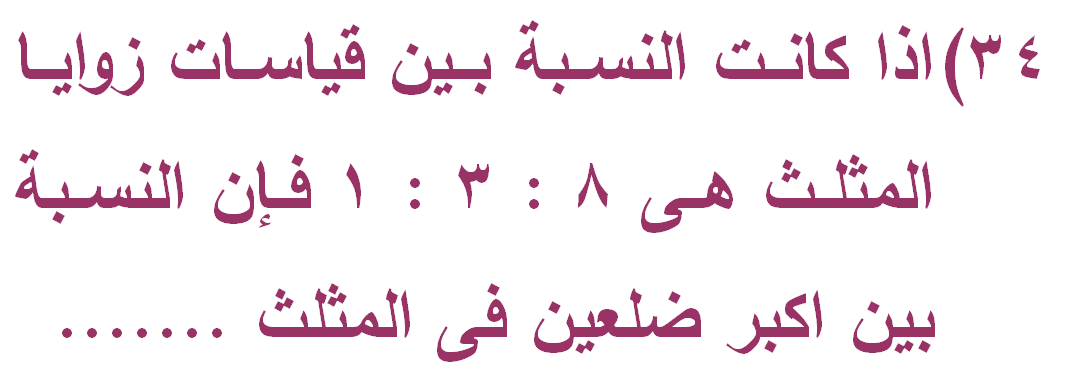 ٣٤)اذا كانت النسبة بين قياسات زوايا
المثلث هى ٨ : ٣ : ١ فإن النسبة
بين اكبر ضلعين فى المثلث .......